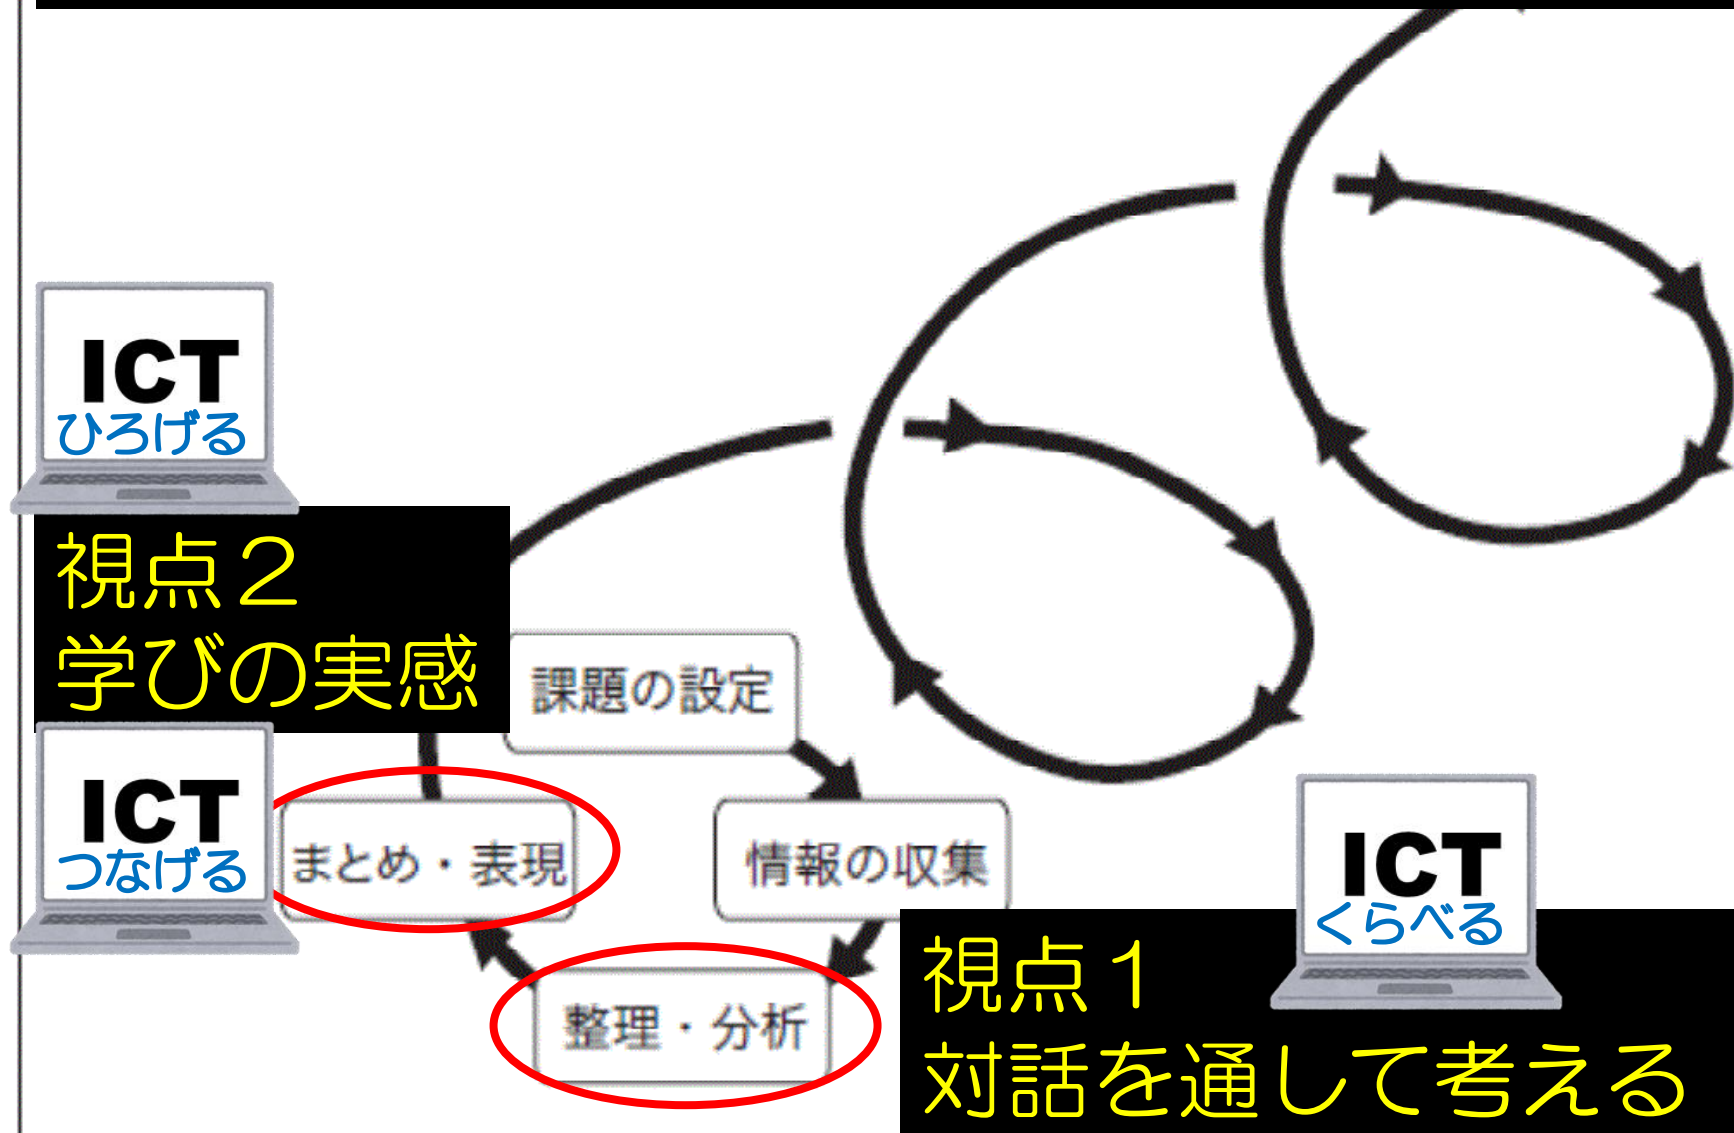 ICT
ひろげる
視点２
学びの実感
課題の設定
ICT
つなげる
まとめ・表現
情報の収集
ICT
くらべる
整理・分析
視点１
対話を通して考える